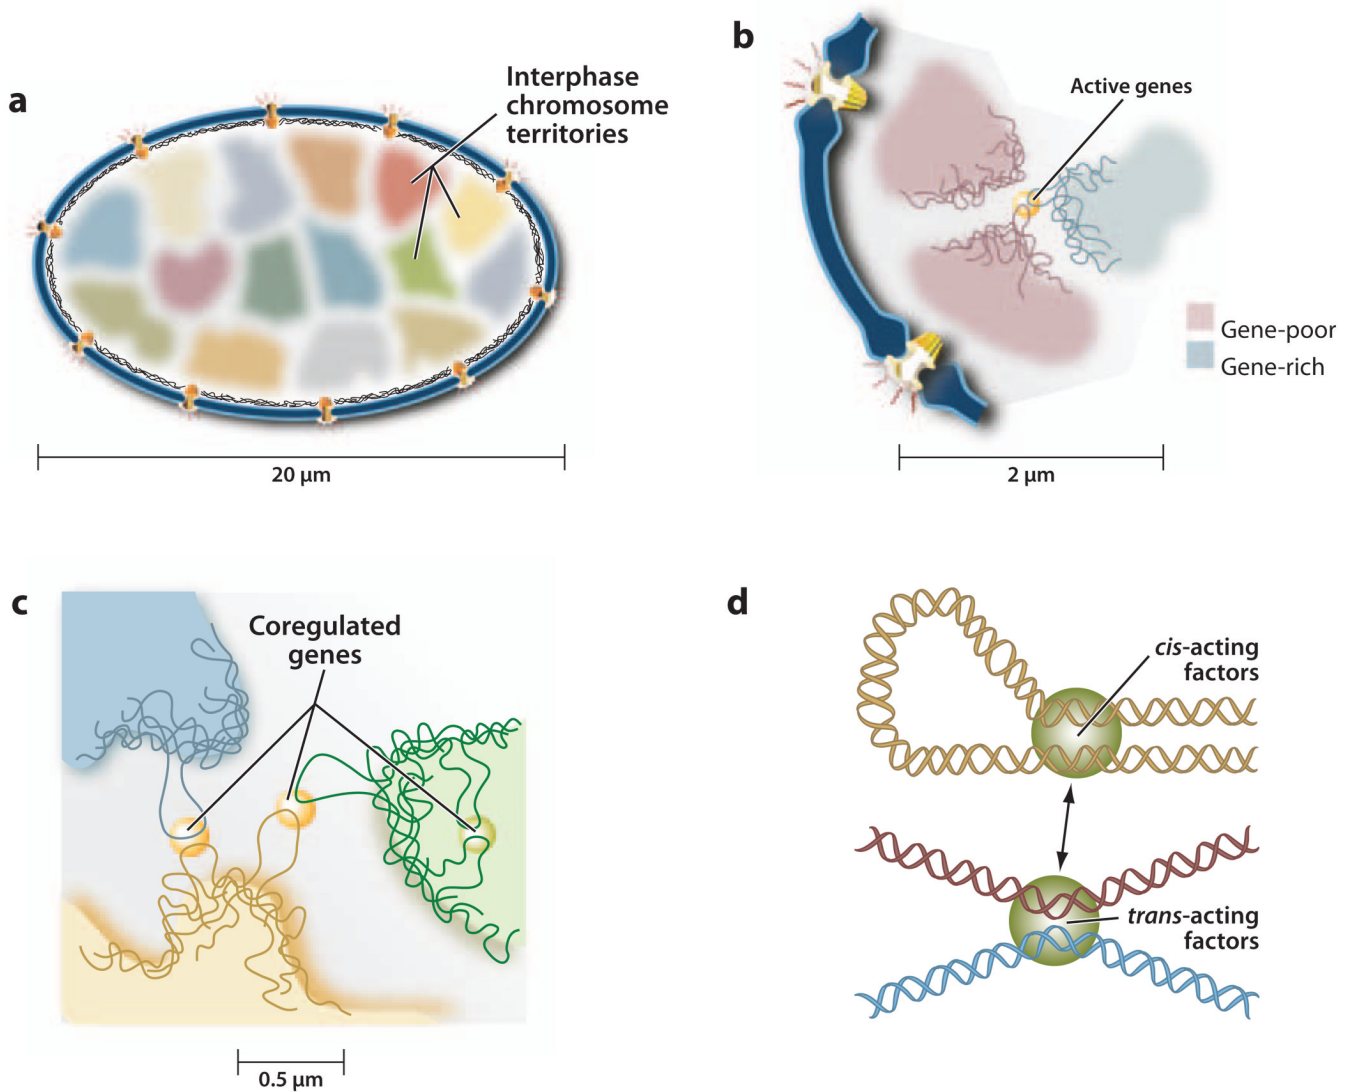 a
Interphase
chromosome
territories
20 µm
b
Active genes
Gene-poor
Gene-rich
2 µm
c
Coregulated
genes
0.5 µm
d
cis-acting
factors
trans-acting
factors